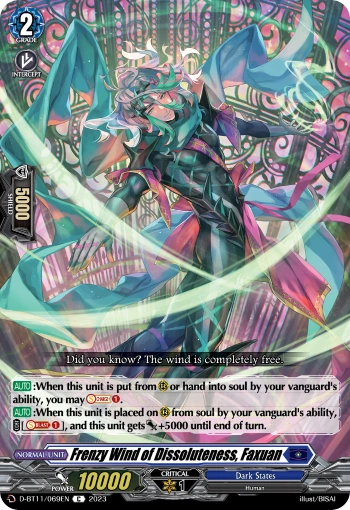 2
GRADE
INTERCEPT
5000
SHIELD
Did you know? The wind is completely free.
AUTO :When this unit is put from or hand into soul by your vanguard's
ability, you may CHARGE 1.
AUTO :When this unit is placed on from soul by your vanguard's ability,
BLAST 1, and this unit gets +5000 until end of turn.
NORMAL UNIT Frenzy Wind of Dissoluteness, Faxuan
POWER 10000
CRITICAL
1
Dark States
Human
D-BT11/069EN C 2023
illust/BISAI